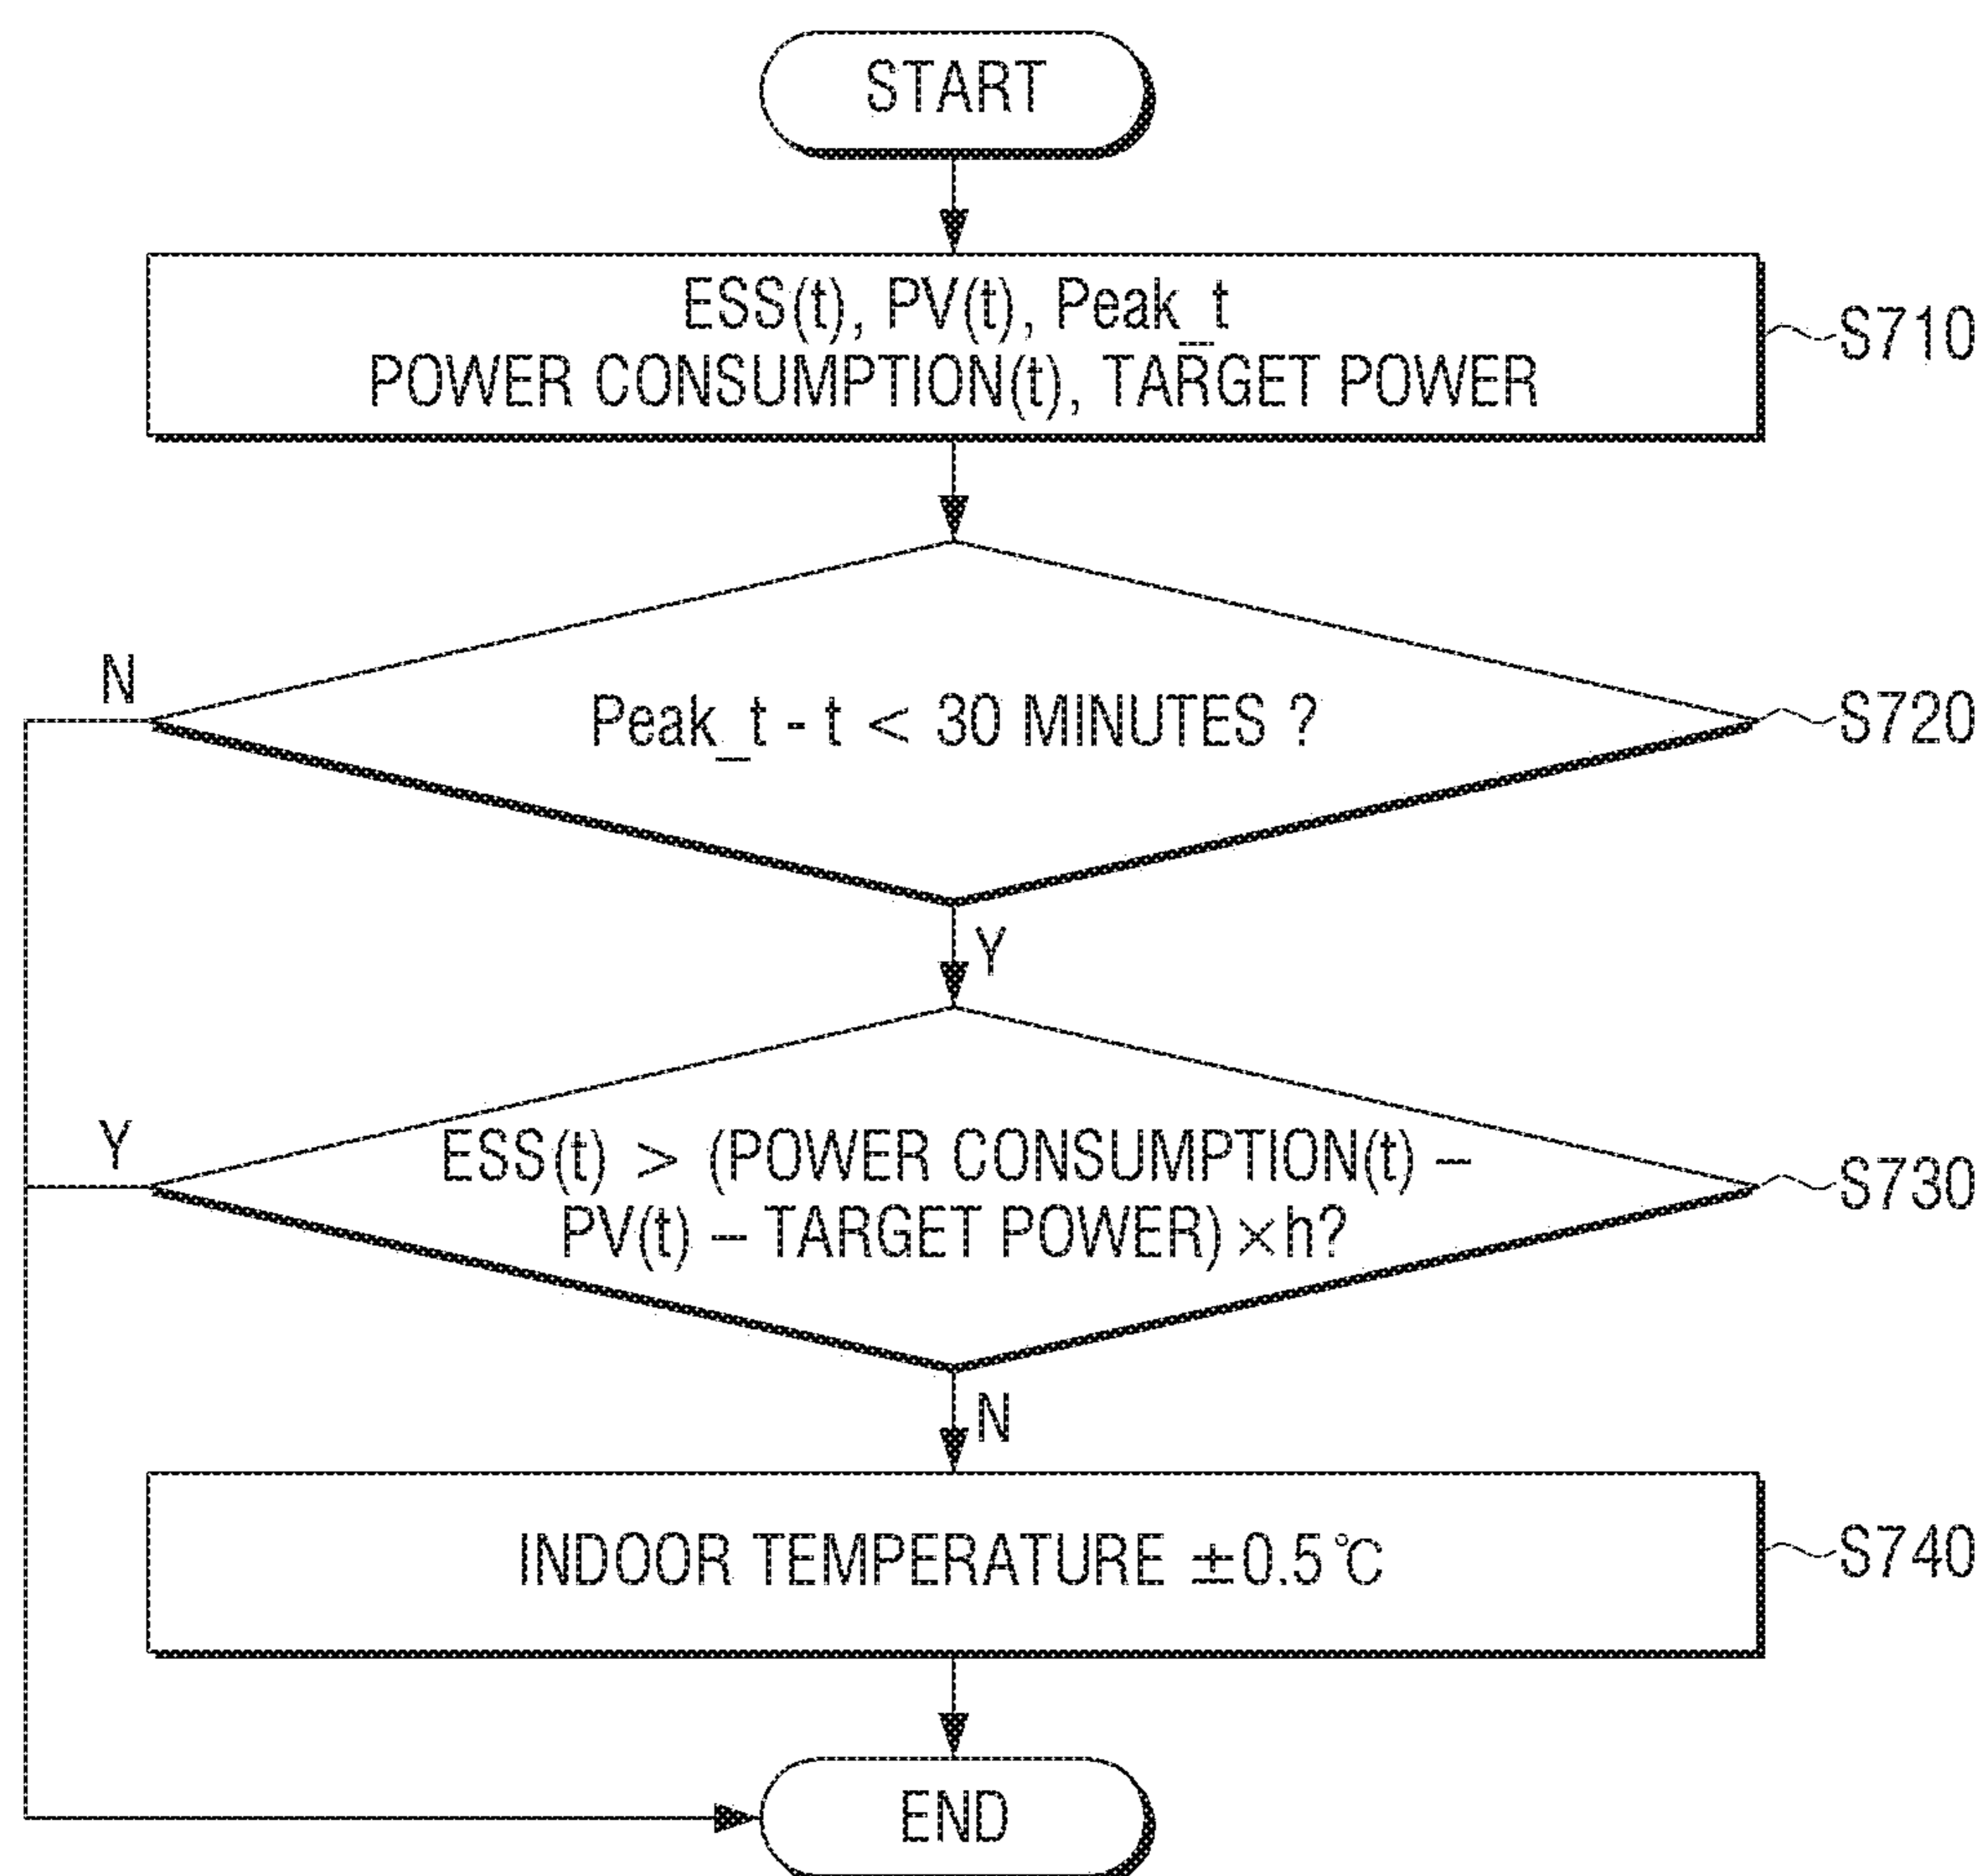 START
ESS(t), PV(t), Peak_t
POWER CONSUMPTION(t), TARGET POWER
S710
N
Peak_t - t < 30 MINUTES ?
S720
Y
Y
ESS(t) > (POWER CONSUMPTION(t) –
PV(t) – TARGET POWER) ×h?
S730
N
INDOOR TEMPERATURE ±0.5℃
S740
END